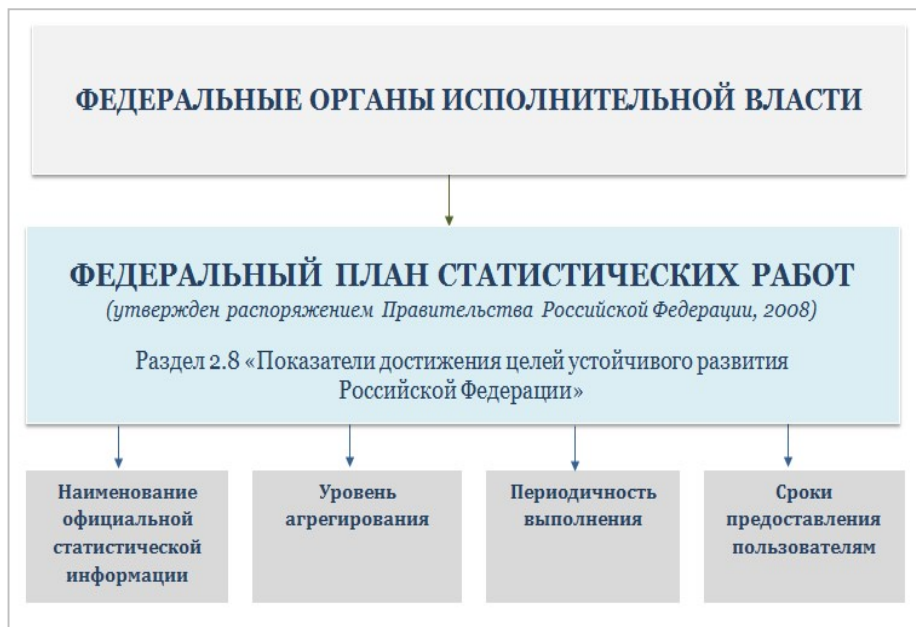 ФЕДЕРАЛЬНЫЕ ОРГАНЫ ИСПОЛНИТЕЛЬНОЙ ВЛАСТИ
ФЕДЕРАЛЬНЫЙ ПЛАН СТАТИСТИЧЕСКИХ РАБОТ
(утвержден распоряжением Правительства Российской Федерации, 2008)
Раздел 2.8 «Показатели достижения целей устойчивого развития
Российской Федерации»
Наименование
официальной
статистической
информации
Уровень
агрегирования
Периодичность
выполнения
Сроки
предоставления
пользователям